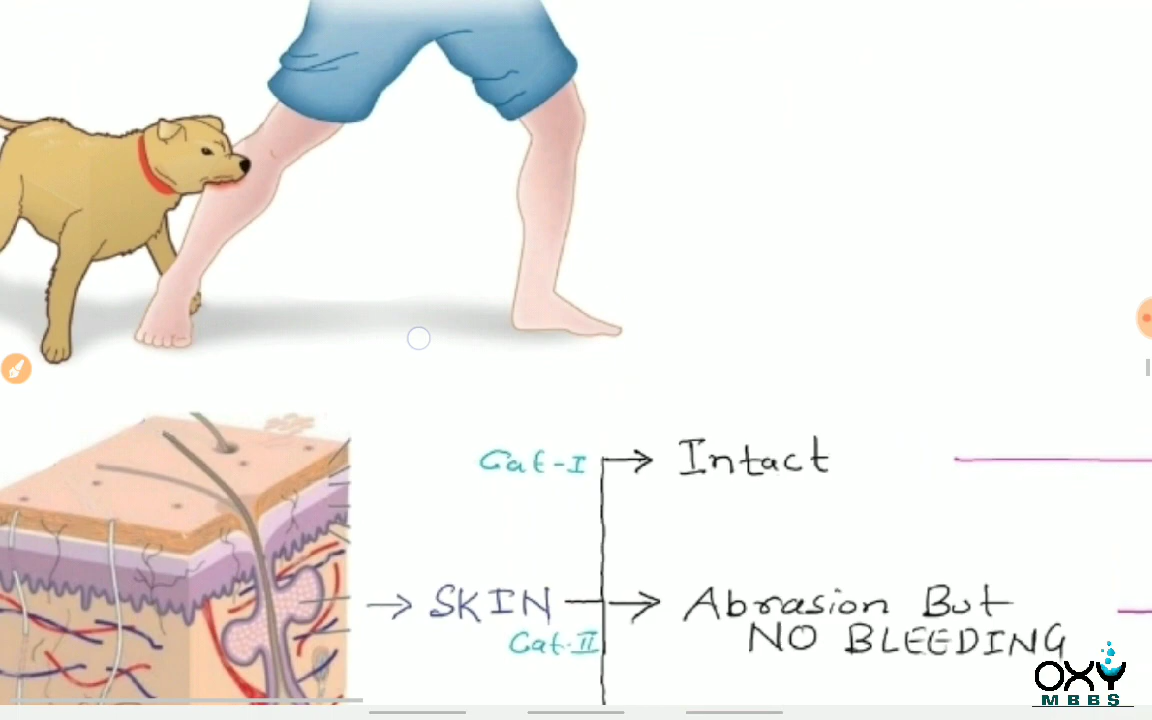 Cat-I
Intact
SKIN
Abrasion But
Cat-II
NO BLEEDING
OXY
MBBS